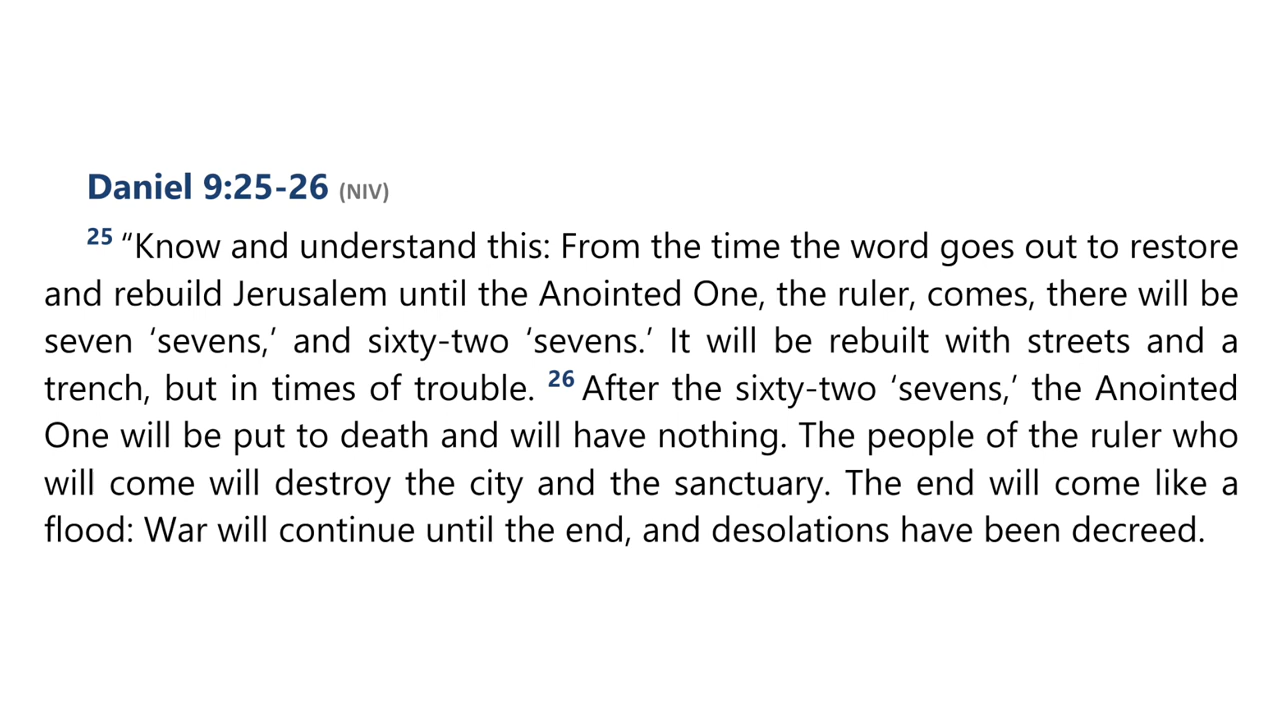 Daniel 9:25-26 (NIV)
25 “Know and understand this: From the time the word goes out to restore
and rebuild Jerusalem until the Anointed One, the ruler, comes, there will be
seven ‘sevens,’ and sixty-two ‘sevens.’ It will be rebuilt with streets and a
trench, but in times of trouble. 26 After the sixty-two ‘sevens,’ the Anointed
One will be put to death and will have nothing. The people of the ruler who
will come will destroy the city and the sanctuary. The end will come like a
flood: War will continue until the end, and desolations have been decreed.